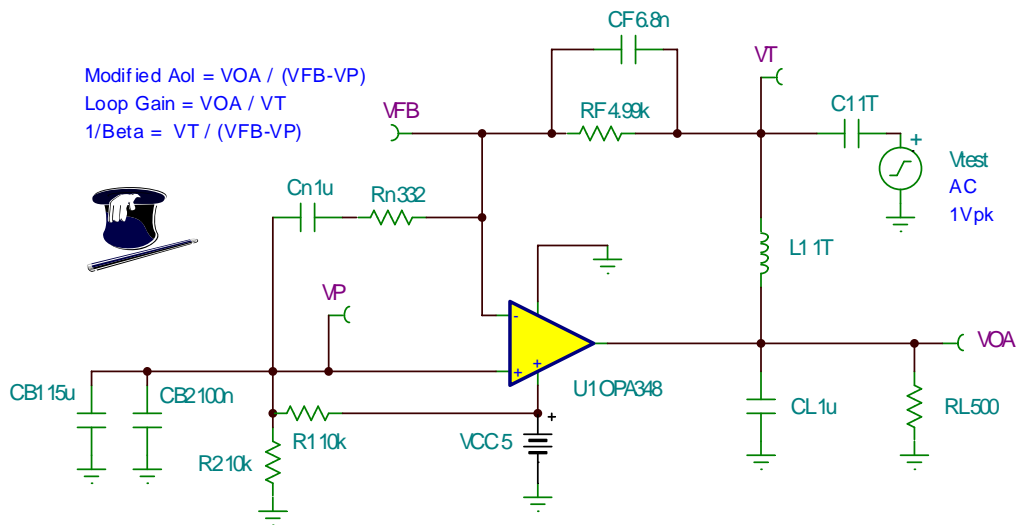 CF 6.8n
VT
Modified Aol = VOA / (VFB-VP)
Loop Gain = VOA / VT
1/Beta = VT / (VFB-VP)
VFB
RF 4.99k
C1 1T
+
Vtest
AC
1Vpk
Cn 1u
Rn 332
L1 1T
VP
-
+
+
U1 OPA348
VOA
CB1 15u
CB2 100n
R1 10k
+
VCC 5
CL 1u
RL 500
R2 10k